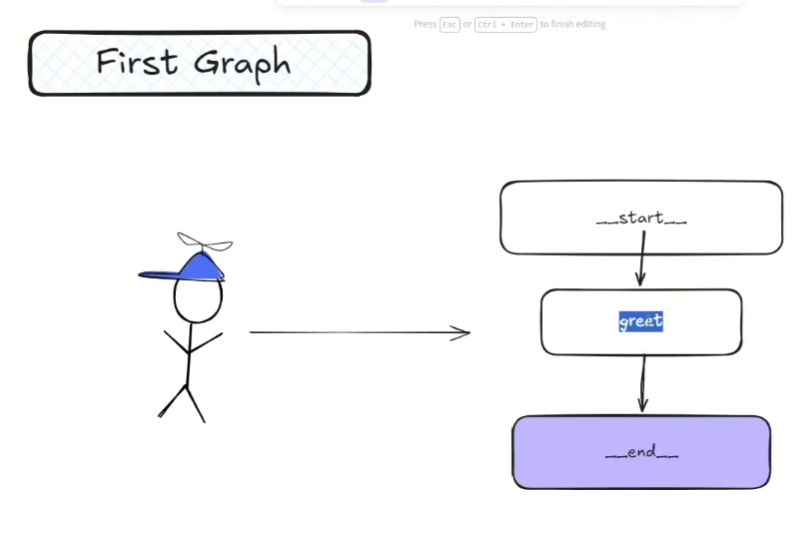 Press Esc or Ctrl + Enter to finish editing
First Graph
__start__
greet
__end__